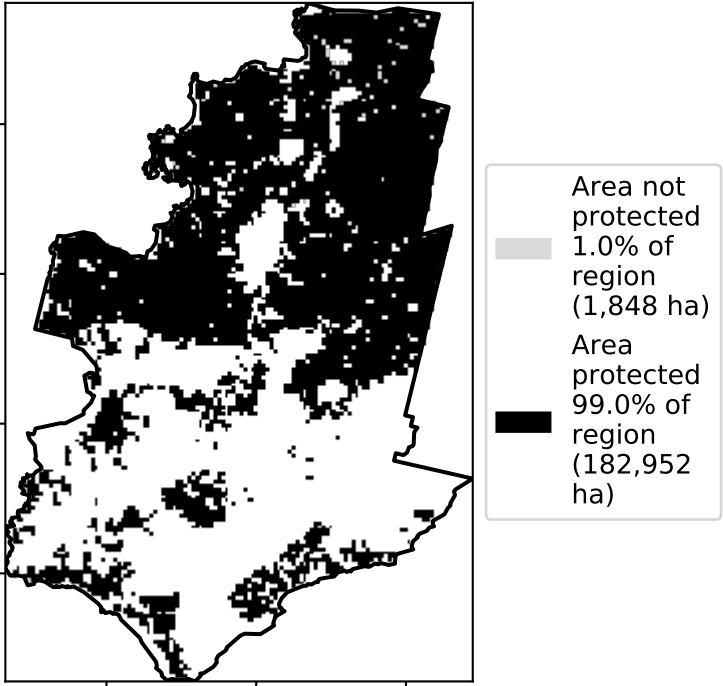 Area not
protected
1.0% of
region
(1,848 ha)
Area
protected
99.0% of
region
(182,952
ha)